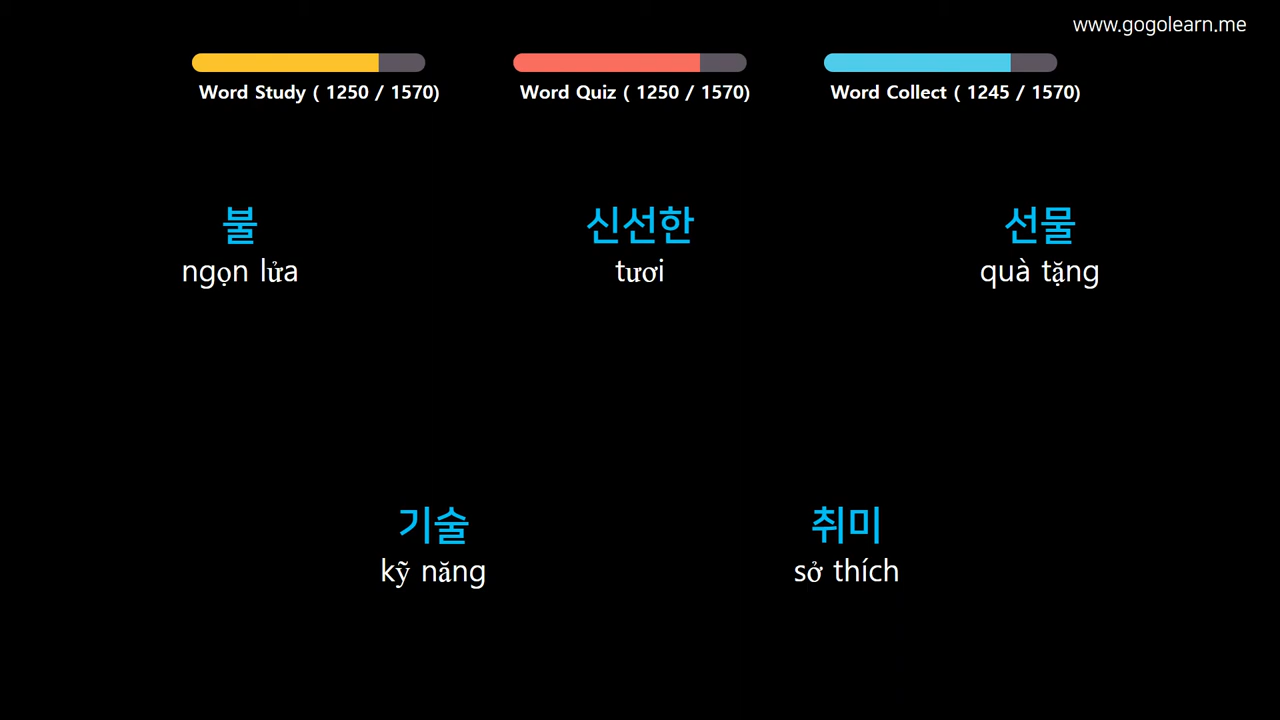 www.gogolearn.me
Word Study ( 1250 / 1570)
Word Quiz ( 1250 / 1570)
Word Collect ( 1245 / 1570)
불
ngọn lửa
신선한
tươi
선물
quà tặng
기술
kỹ năng
취미
sở thích